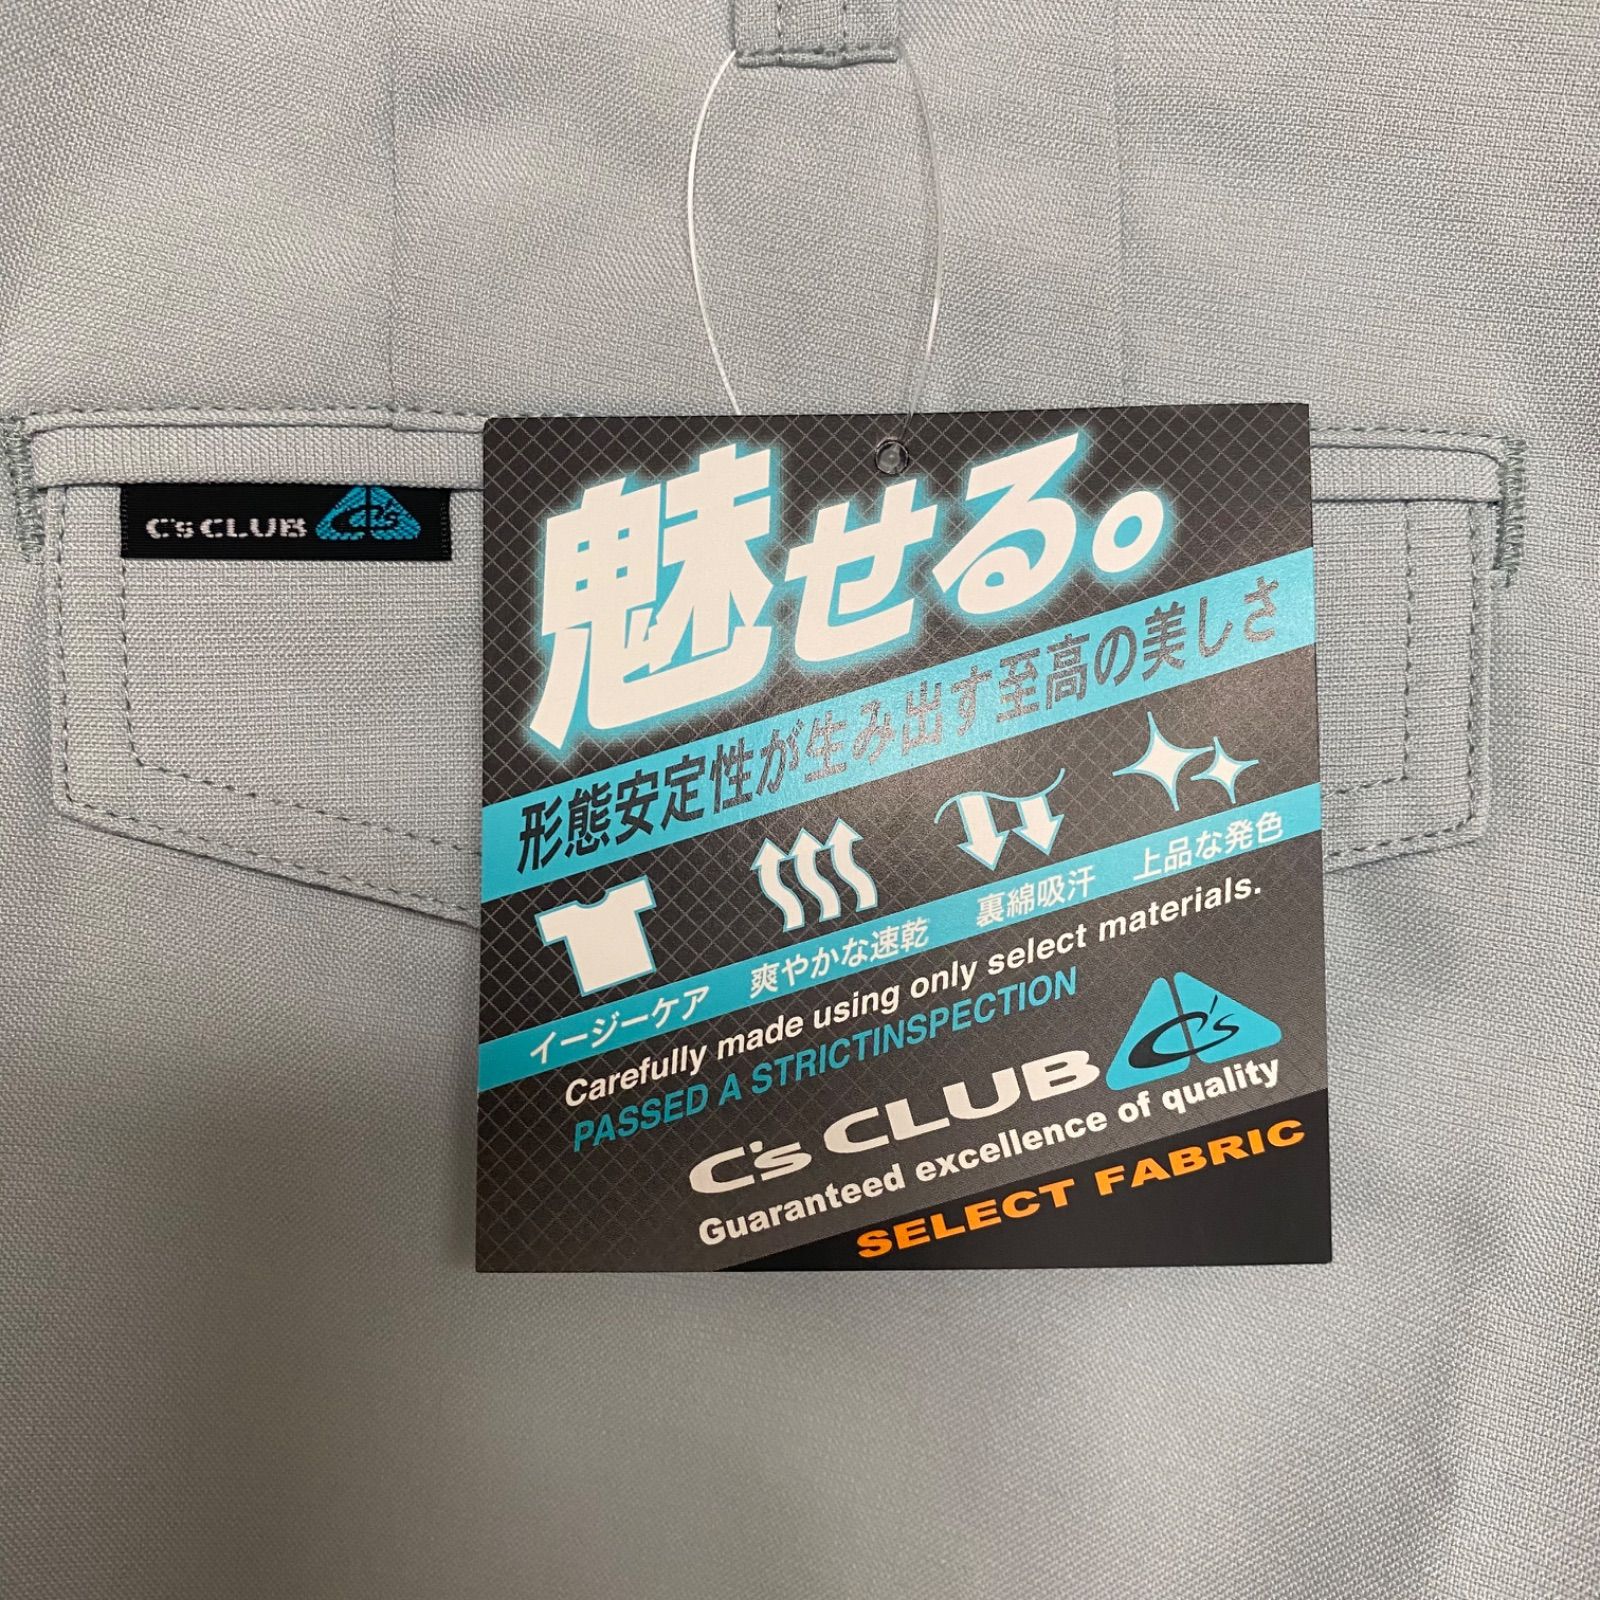 C's CLUB C's
魅せる。
形態安定性が生み出す至高の美しさ
イージーケア 爽やかな速乾 裏綿吸汗 上品な発色
Carefully made using only select materials.
PASSED A STRICTINSPECTION
C's CLUB C's
Guaranteed excellence of quality
SELECT FABRIC